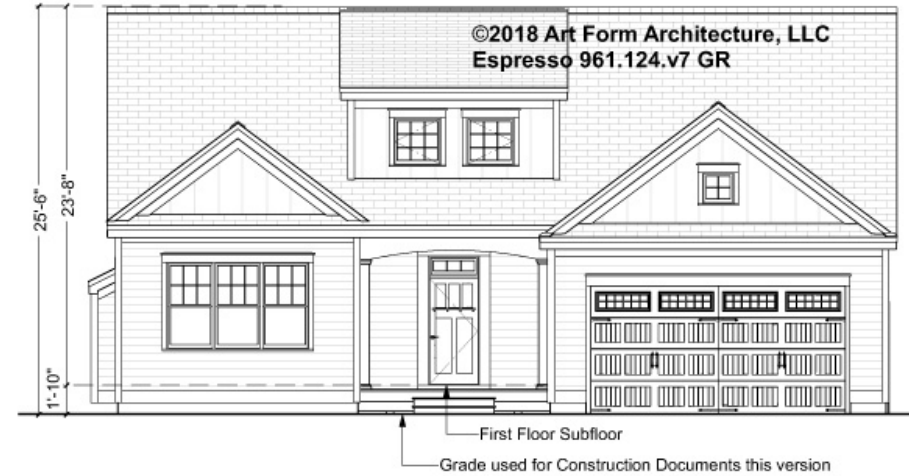 ©2018 Art Form Architecture, LLC
Espresso 961.124.v7 GR
25'-6"
23'-8"
1'-10"
First Floor Subfloor
Grade used for Construction Documents this version